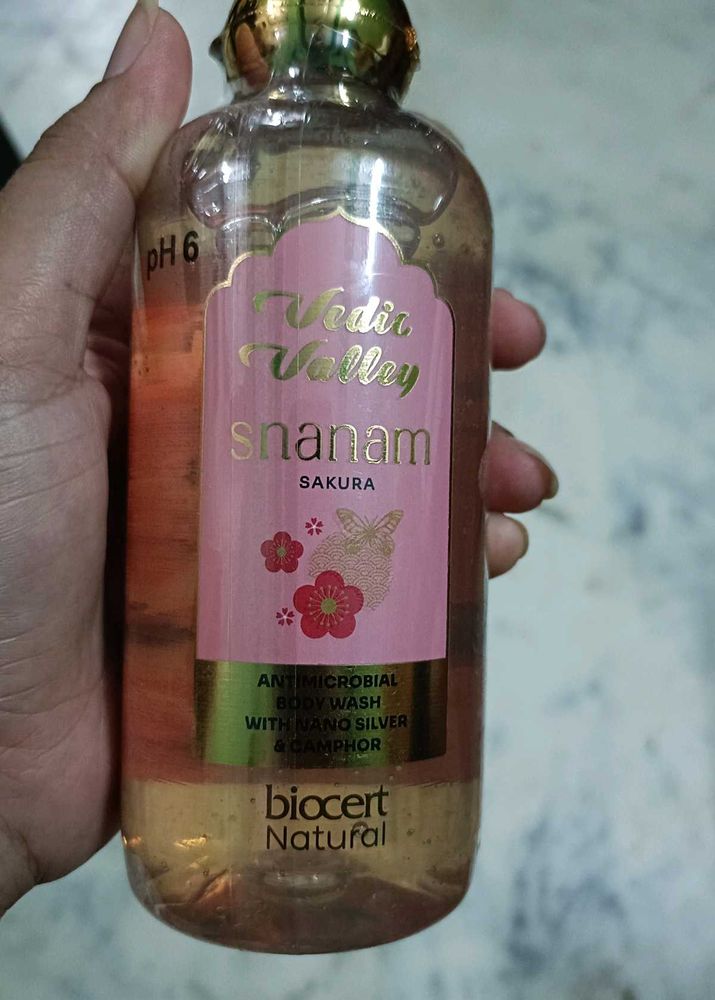 pH 6
Vedic
Valley
snanam
SAKURA
ANTIMICROBIAL
BODY WASH
WITH NANO SILVER
& CAMPHOR
biocert
Natural